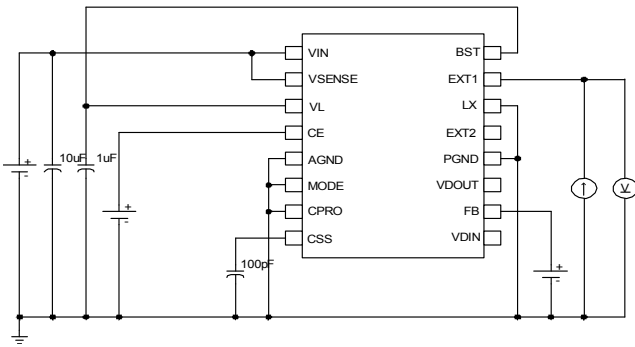 VIN BST
VSENSE EXT1
VL LX
CE EXT2
10uF 1uF
AGND PGND
MODE VDOUT
CPRO FB
CSS VDIN
100pF
V